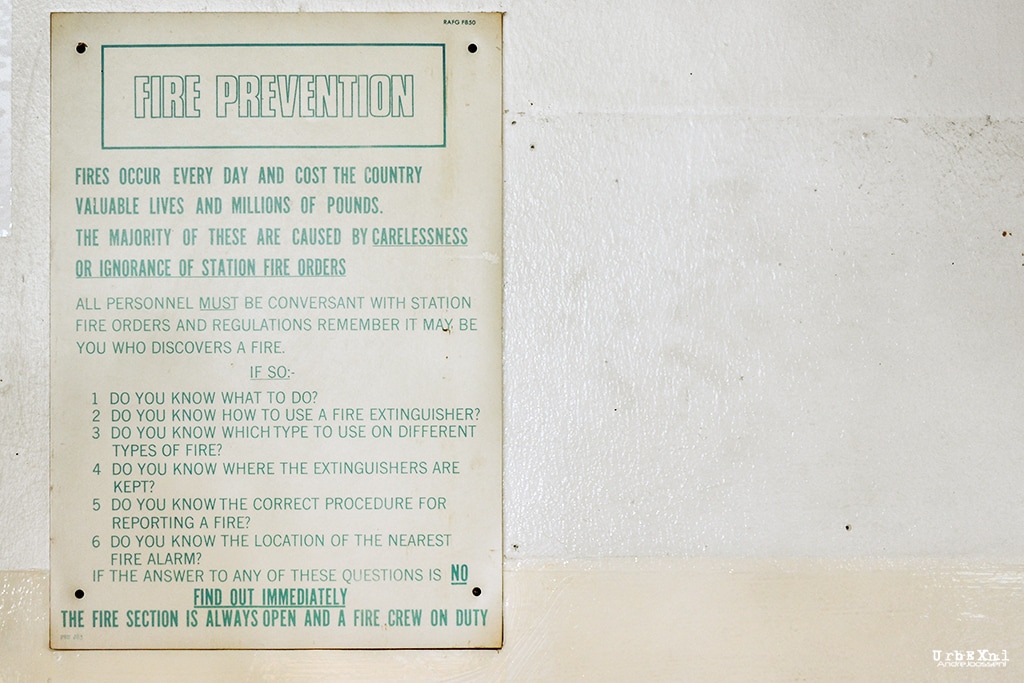 RAFG F850
FIRE PREVENTION
FIRES OCCUR EVERY DAY AND COST THE COUNTRY
VALUABLE LIVES AND MILLIONS OF POUNDS.
THE MAJORITY OF THESE ARE CAUSED BY CARELESSNESS
OR IGNORANCE OF STATION FIRE ORDERS
ALL PERSONNEL MUST BE CONVERSANT WITH STATION
FIRE ORDERS AND REGULATIONS REMEMBER IT MAY BE
YOU WHO DISCOVERS A FIRE.
IF SO:-
1 DO YOU KNOW WHAT TO DO?
2 DO YOU KNOW HOW TO USE A FIRE EXTINGUISHER?
3 DO YOU KNOW WHICH TYPE TO USE ON DIFFERENT
TYPES OF FIRE?
4 DO YOU KNOW WHERE THE EXTINGUISHERS ARE
KEPT?
5 DO YOU KNOW THE CORRECT PROCEDURE FOR
REPORTING A FIRE?
6 DO YOU KNOW THE LOCATION OF THE NEAREST
FIRE ALARM?
IF THE ANSWER TO ANY OF THESE QUESTIONS IS NO
FIND OUT IMMEDIATELY
THE FIRE SECTION IS ALWAYS OPEN AND A FIRE CREW ON DUTY
UrbEXnl